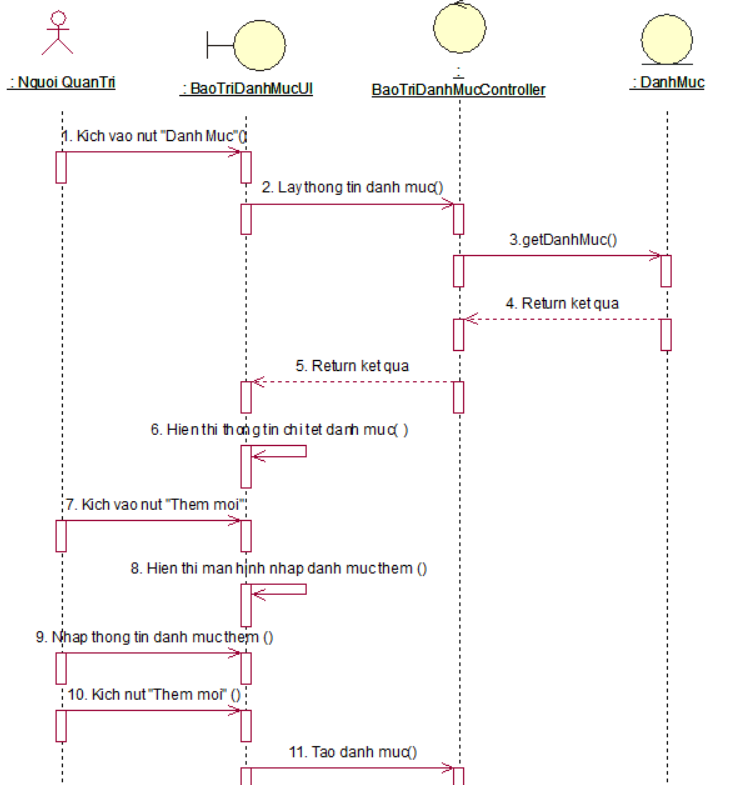 : Nguoi QuanTri
: BaoTriDanhMucUI
:
BaoTriDanhMucController
: DanhMuc
1. Kich vao nut "Danh Muc"()
2. Lay thong tin danh muc()
3.getDanhMuc()
4. Return ket qua
5. Return ket qua
6. Hien thi thong tin chi tet danh muc( )
7. Kich vao nut "Them moi"
8. Hien thi man hinh nhap danh muc them ()
9. Nhap thong tin danh muc them ()
10. Kich nut "Them moi" ()
11. Tao danh muc()